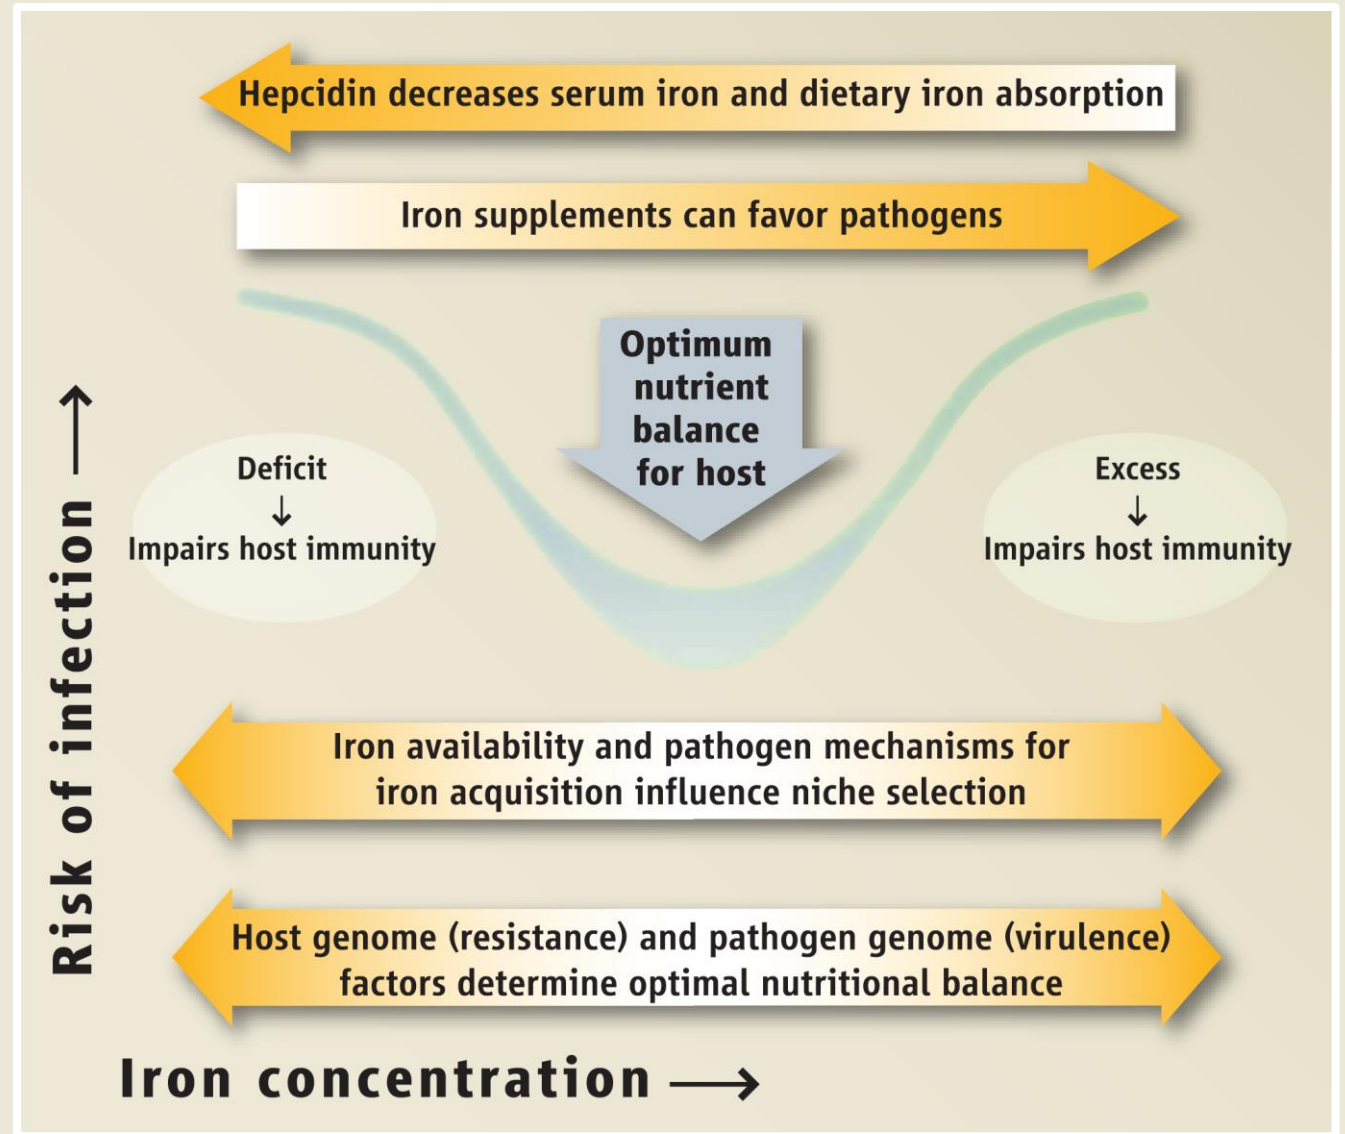 Hepcidin decreases serum iron and dietary iron absorption
Iron supplements can favor pathogens
Optimum
nutrient
balance
for host
Deficit
↓
Impairs host immunity
Excess
↓
Impairs host immunity
Risk of infection →
Iron availability and pathogen mechanisms for
iron acquisition influence niche selection
Host genome (resistance) and pathogen genome (virulence)
factors determine optimal nutritional balance
Iron concentration →